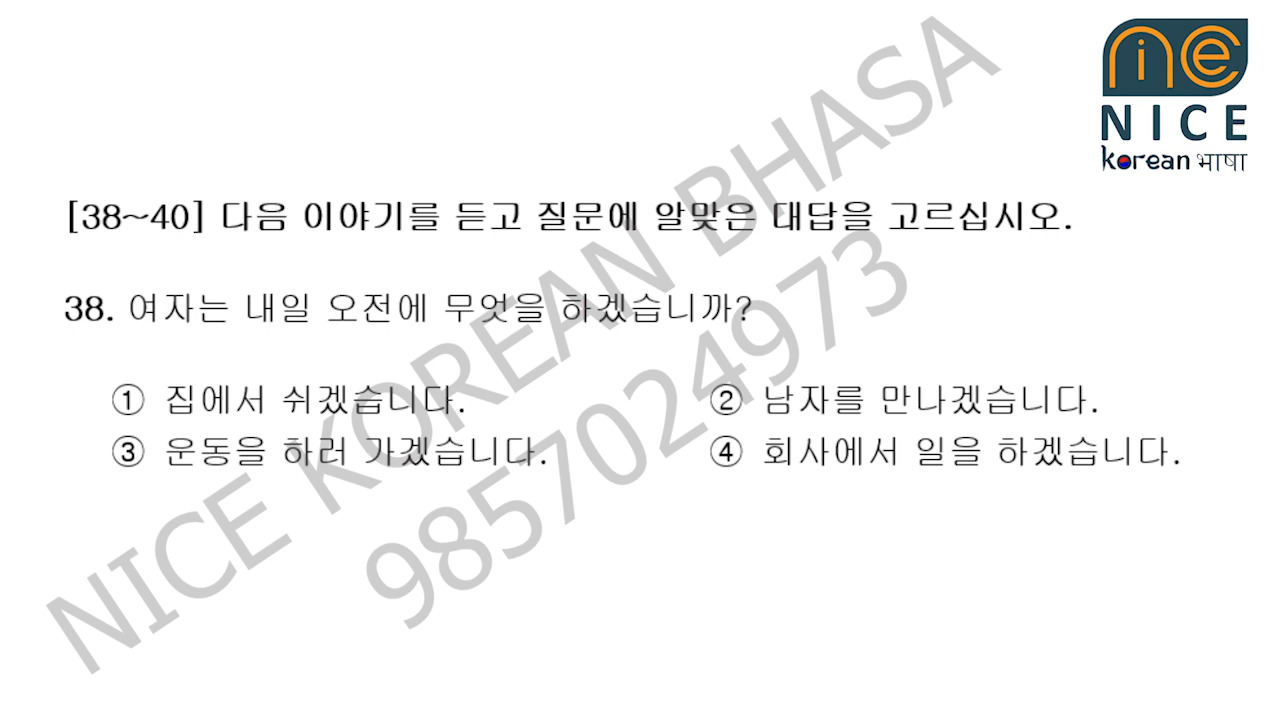 NICE
korean भाषा
[38~40] 다음 이야기를 듣고 질문에 알맞은 대답을 고르십시오.
38. 여자는 내일 오전에 무엇을 하겠습니까?
① 집에서 쉬겠습니다. ② 남자를 만나겠습니다.
③ 운동을 하러 가겠습니다. ④ 회사에서 일을 하겠습니다.
NICE KOREAN BHASA
9857024973